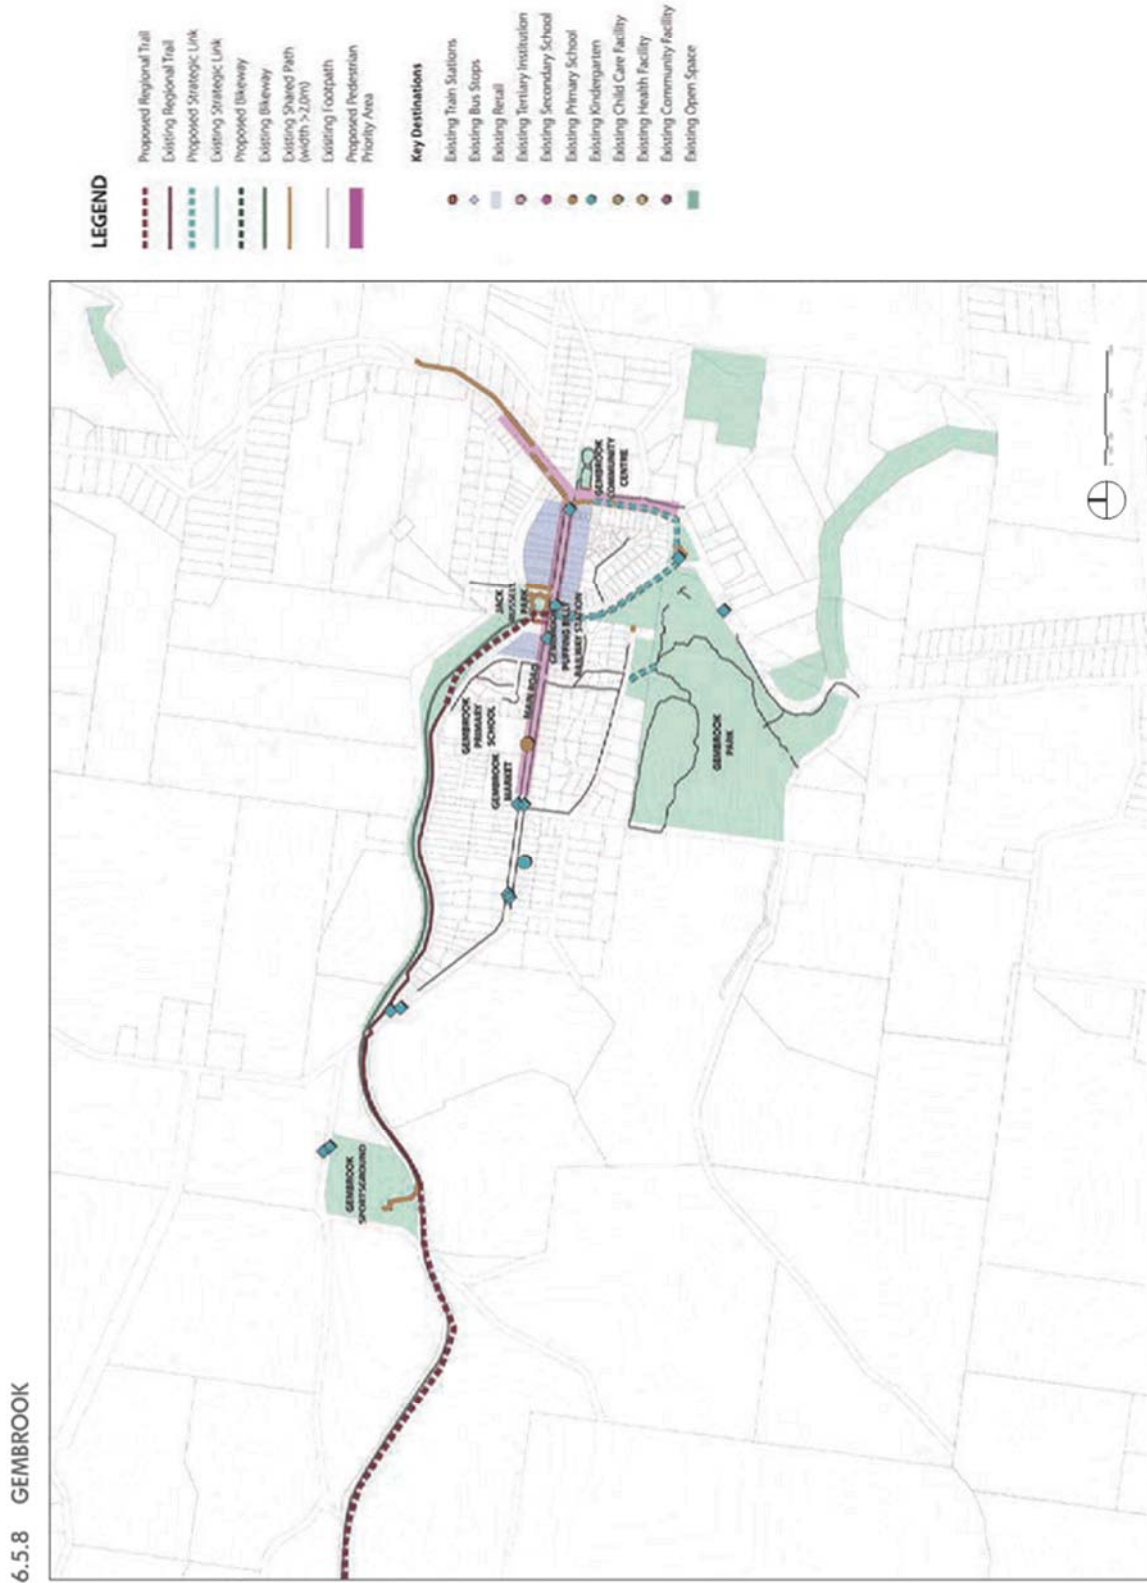 6.5.8 GEMBROOK
GEMBROOK
SPORTSGROUND
GEMBROOK
MARKET
GEMBROOK
PRIMARY
SCHOOL
MAIN ROAD
JACK
RUSSELL
PARK
GEMBROOK
PUFFING BILLY
RAILWAY STATION
GEMBROOK
COMMUNITY
CENTRE
GEMBROOK
PARK
LEGEND
Proposed Regional Trail
Existing Regional Trail
Proposed Strategic Link
Existing Strategic Link
Proposed Bikeway
Existing Bikeway
Existing Shared Path
(width >2.0m)
Exisiting Footpath
Proposed Pedestrian
Priority Area
Key Destinations
Existing Train Stations
Existing Bus Stops
Existing Retail
Existing Tertiary Institution
Existing Secondary School
Existing Primary School
Existing Kindergarten
Existing Child Care Facility
Existing Health Facility
Existing Community Facility
Existing Open Space